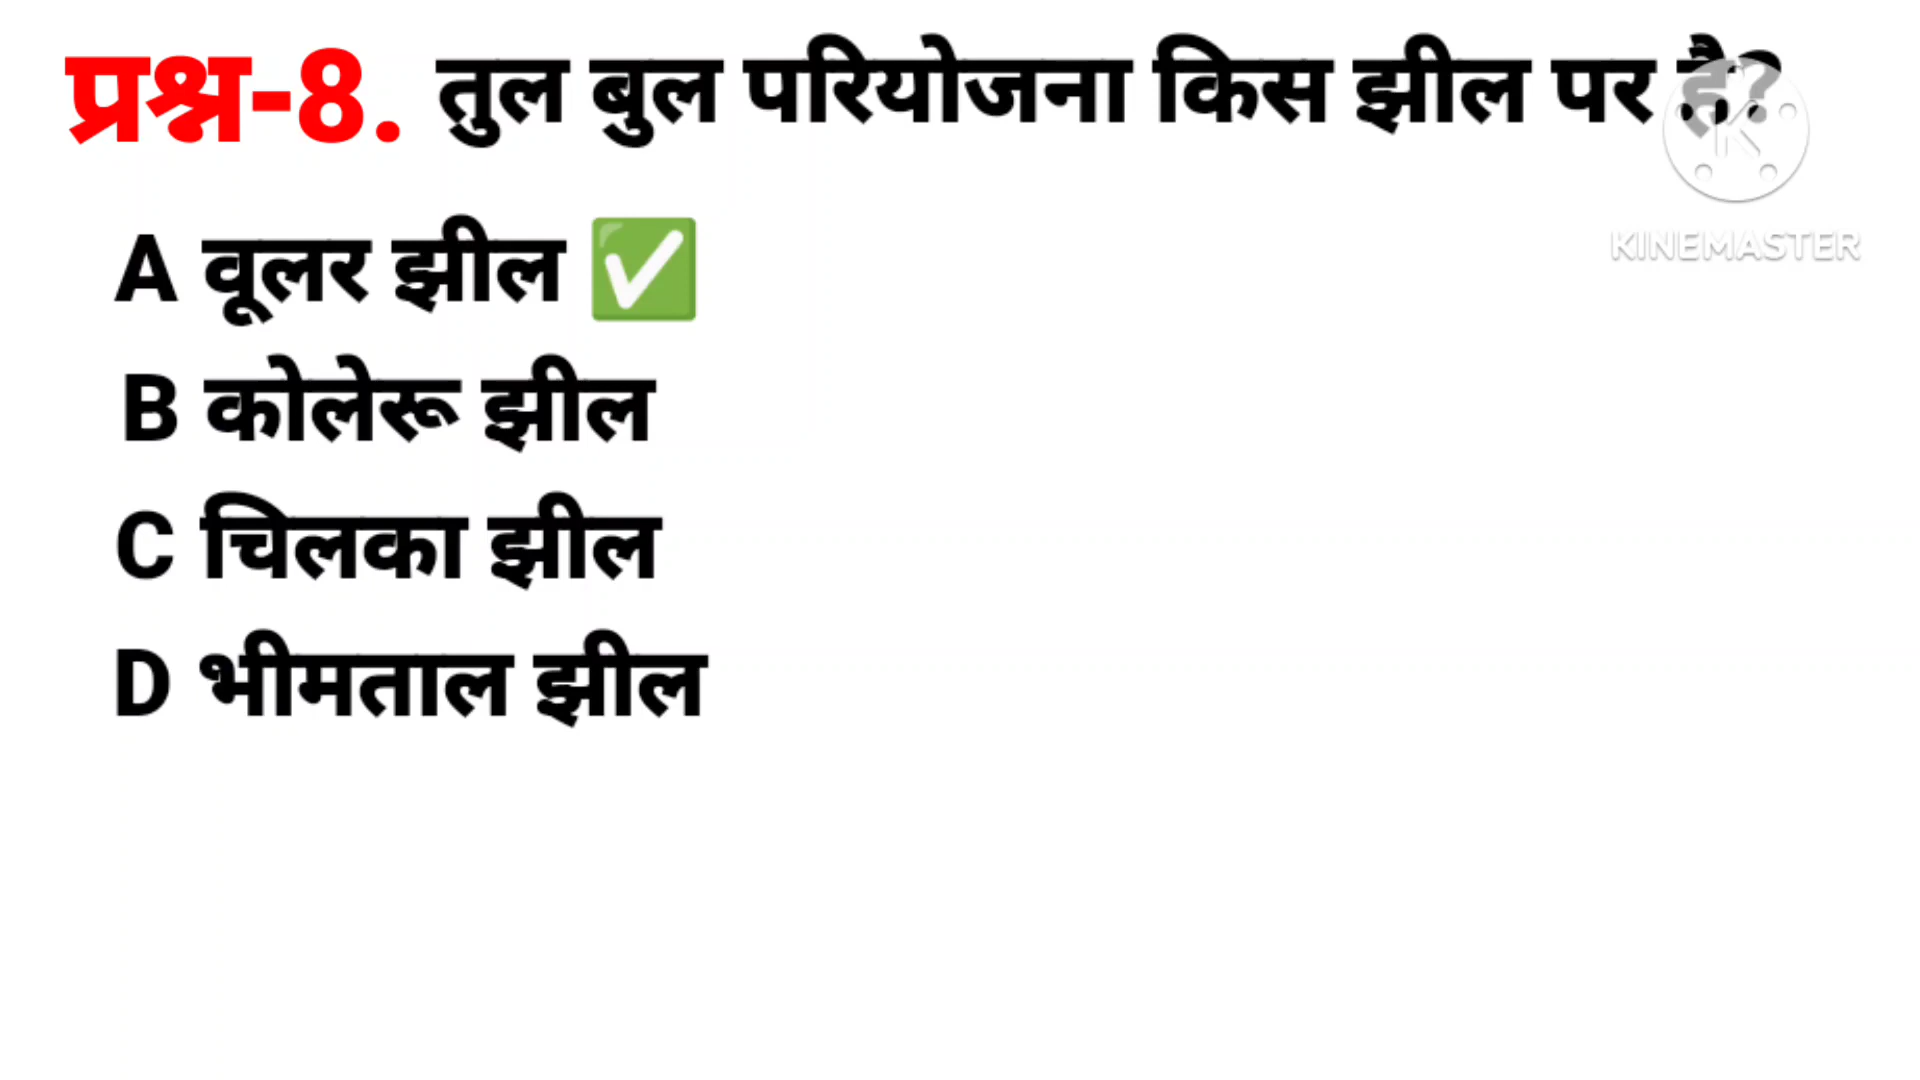 प्रश्न-8. तुल बुल परियोजना किस झील पर है?
KINEMASTER
A वूलर झील ✅
B कोलेरू झील
C चिलका झील
D भीमताल झील